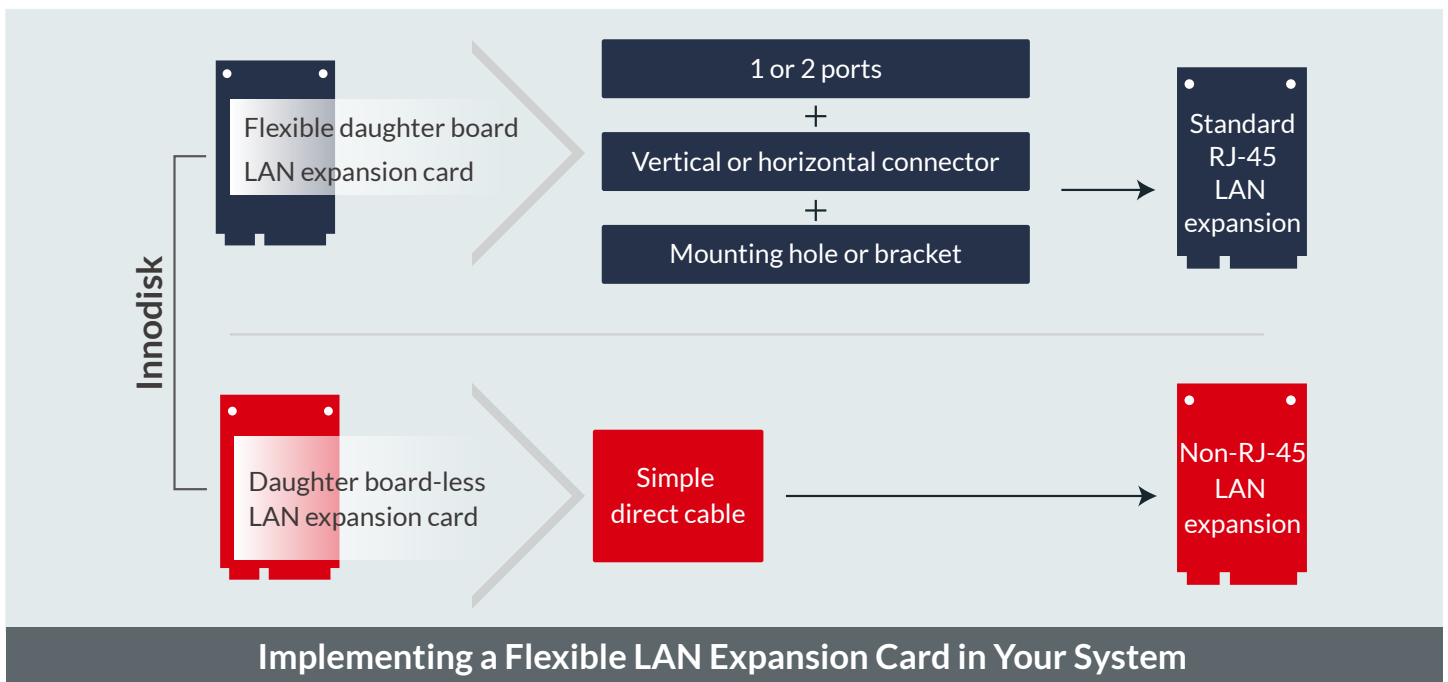 Innodisk
Flexible daughter board
LAN expansion card
1 or 2 ports
+
Vertical or horizontal connector
+
Mounting hole or bracket
Standard
RJ-45
LAN
expansion
Daughter board-less
LAN expansion card
Simple
direct cable
Non-RJ-45
LAN
expansion
Implementing a Flexible LAN Expansion Card in Your System